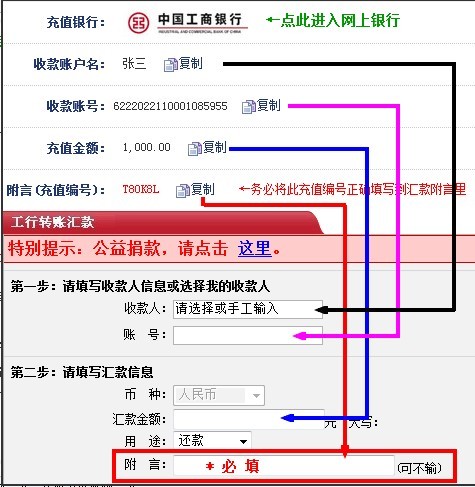 充值银行： 中国工商银行 ←点此进入网上银行
INDUSTRIAL AND COMMERCIAL BANK OF CHINA
收款账户名： 张三 复制
收款账号： 6222022110001085955 复制
充值金额： 1,000.00 复制
附言(充值编号)： T80K8L 复制 ←务必将此充值编号正确填写到汇款附言里
工行转账汇款
特别提示：公益捐款，请点击 这里。
第一步：请填写收款人信息或选择我的收款人
收款人： 请选择或手工输入
账 号：
第二步：请填写汇款信息
币 种： 人民币
汇款金额： 元 大写：
用 途： 还款
附 言： * 必 填 (可不输)